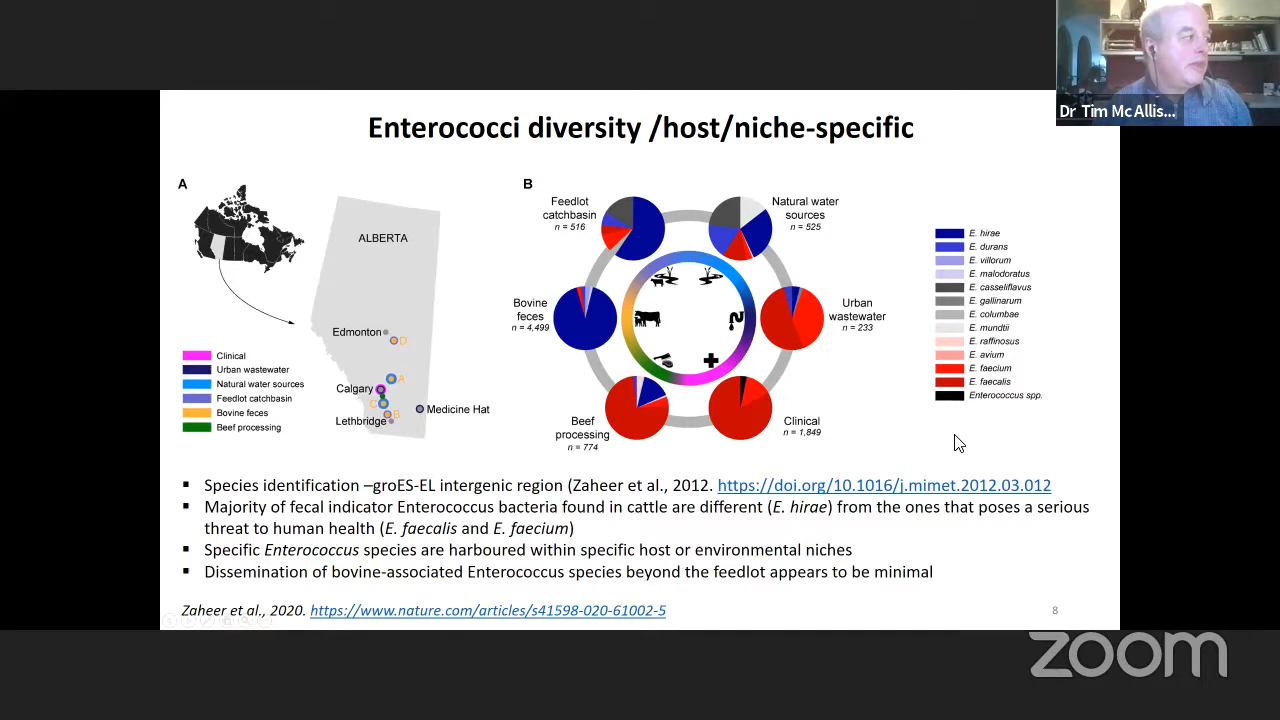 Dr Tim McAllis...
Enterococci diversity /host/niche-specific
A
ALBERTA
Edmonton
D
A
Calgary
C
B
Lethbridge
Medicine Hat
Clinical
Urban wastewater
Natural water sources
Feedlot catchbasin
Bovine feces
Beef processing
B
Feedlot
catchbasin
n = 516
Natural water
sources
n = 525
Bovine
feces
n = 4,499
Urban
wastewater
n = 233
Beef
processing
n = 774
Clinical
n = 1,849
E. hirae
E. durans
E. villorum
E. malodoratus
E. casseliflavus
E. gallinarum
E. columbae
E. mundtii
E. raffinosus
E. avium
E. faecium
E. faecalis
Enterococcus spp.
▪ Species identification –groES-EL intergenic region (Zaheer et al., 2012. https://doi.org/10.1016/j.mimet.2012.03.012
▪ Majority of fecal indicator Enterococcus bacteria found in cattle are different (E. hirae) from the ones that poses a serious
threat to human health (E. faecalis and E. faecium)
▪ Specific Enterococcus species are harboured within specific host or environmental niches
▪ Dissemination of bovine-associated Enterococcus species beyond the feedlot appears to be minimal
Zaheer et al., 2020. https://www.nature.com/articles/s41598-020-61002-5
8
zoom